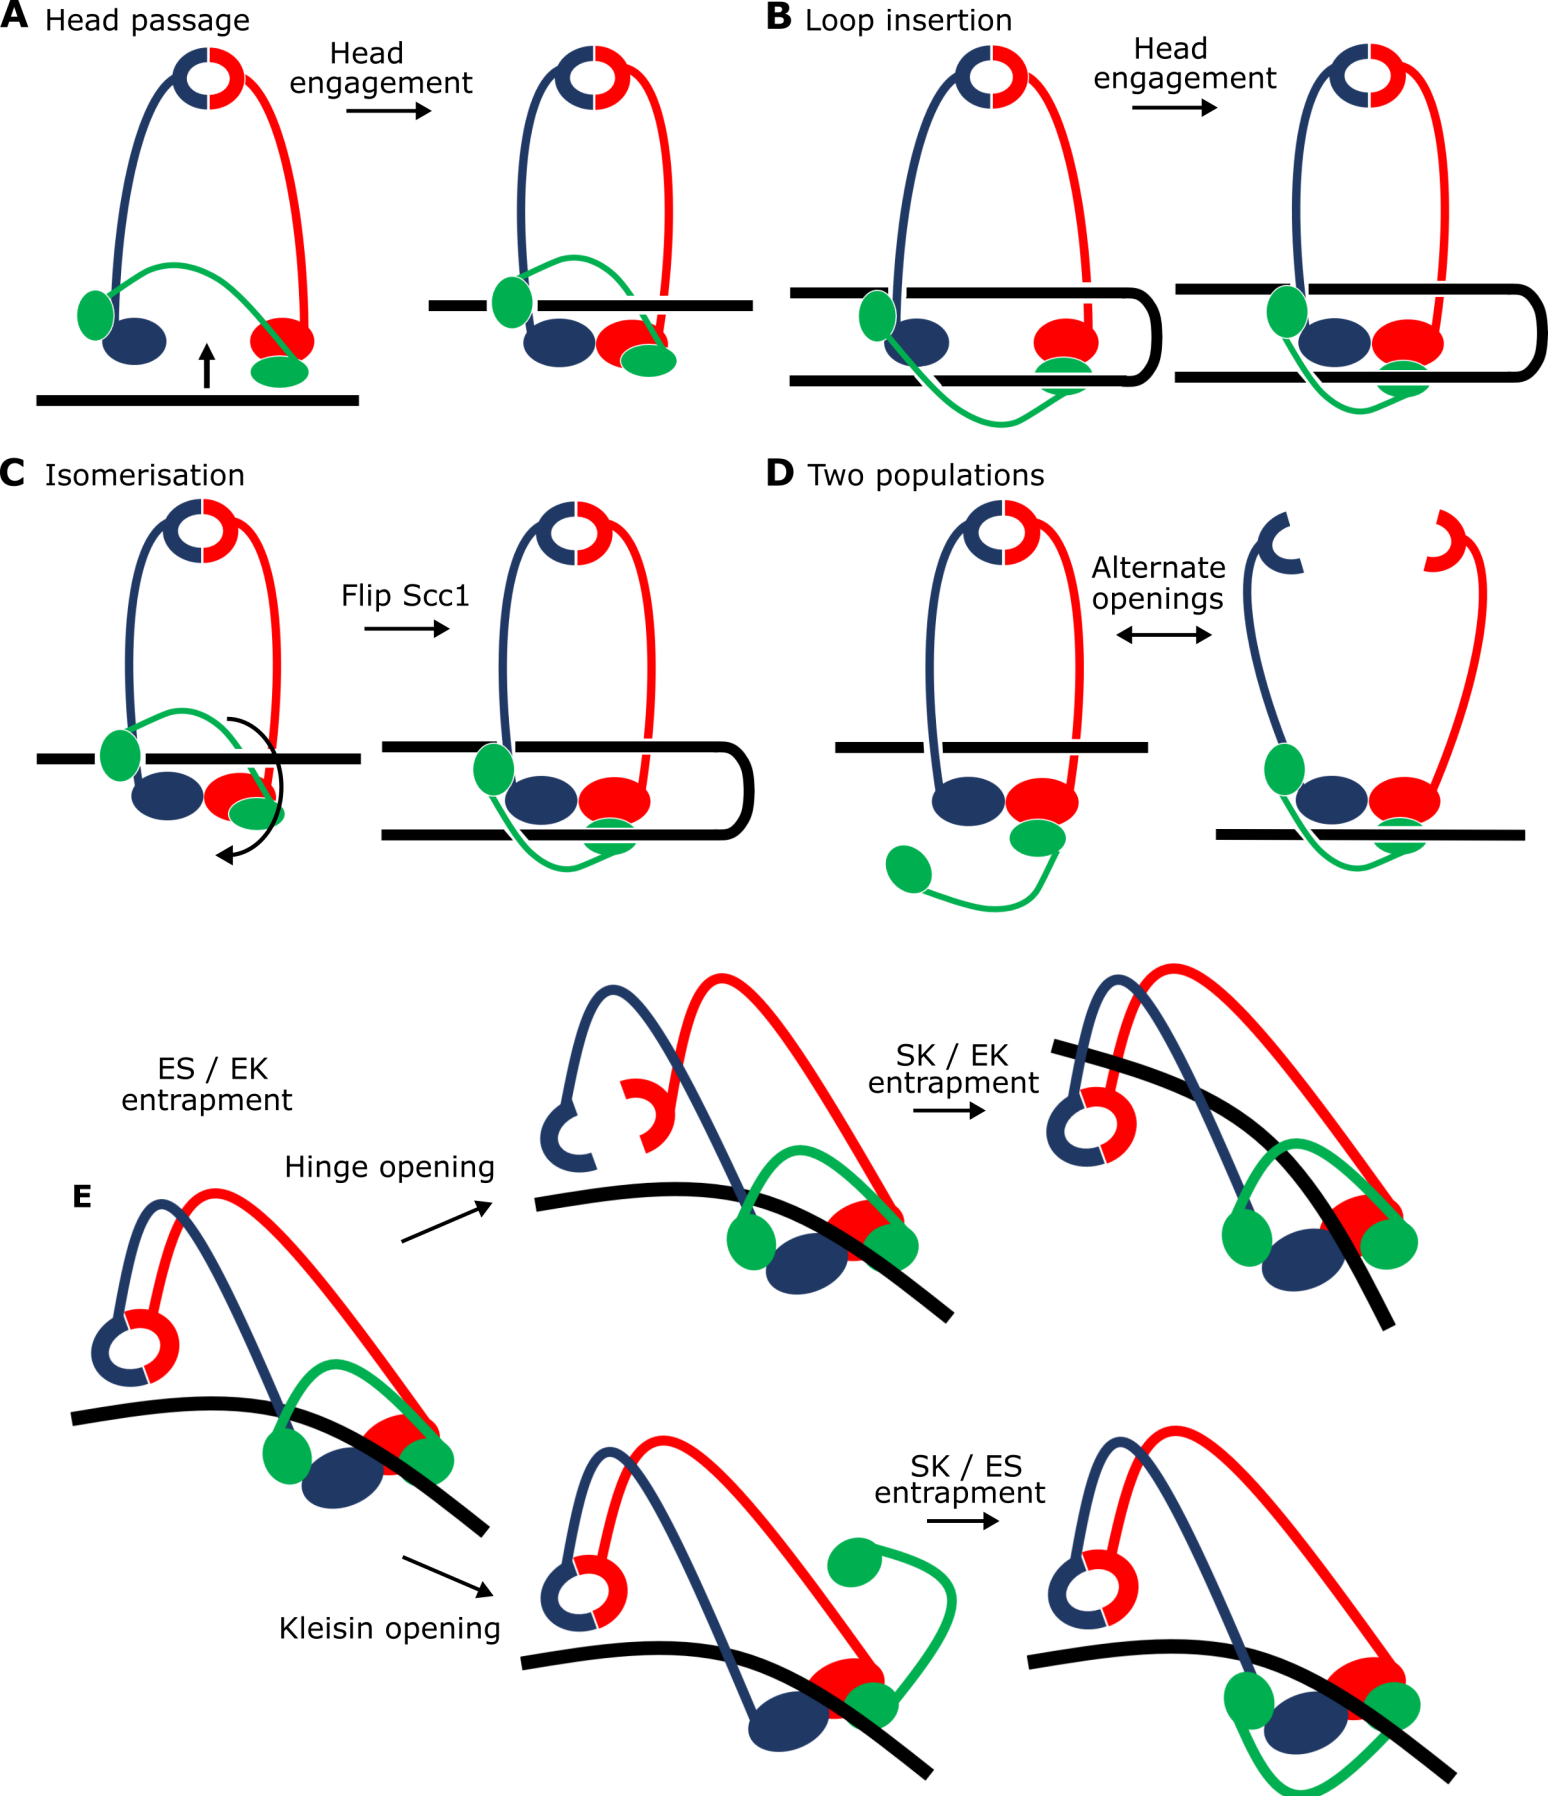 A Head passage
Head
engagement
B Loop insertion
Head
engagement
C Isomerisation
Flip Scc1
D Two populations
Alternate
openings
E
ES / EK
entrapment
Hinge opening
SK / EK
entrapment
Kleisin opening
SK / ES
entrapment